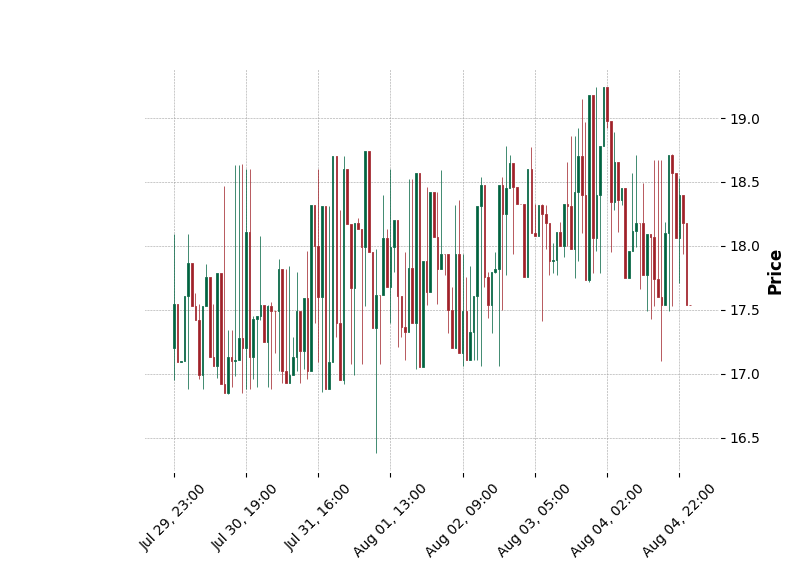 19.0
18.5
18.0
17.5
17.0
16.5
Price
Jul 29, 23:00
Jul 30, 19:00
Jul 31, 16:00
Aug 01, 13:00
Aug 02, 09:00
Aug 03, 05:00
Aug 04, 02:00
Aug 04, 22:00